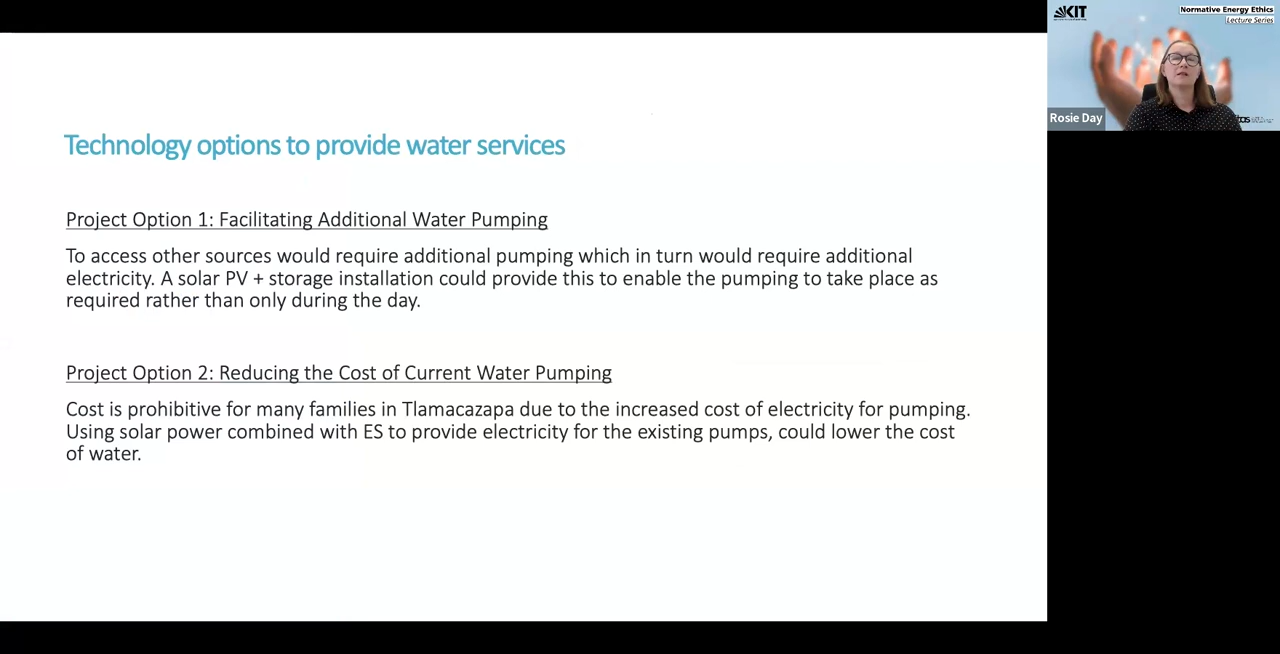 Technology options to provide water services
Project Option 1: Facilitating Additional Water Pumping
To access other sources would require additional pumping which in turn would require additional
electricity. A solar PV + storage installation could provide this to enable the pumping to take place as
required rather than only during the day.
Project Option 2: Reducing the Cost of Current Water Pumping
Cost is prohibitive for many families in Tlamacazapa due to the increased cost of electricity for pumping.
Using solar power combined with ES to provide electricity for the existing pumps, could lower the cost
of water.
KIT
Normative Energy Ethics
Lecture Series
Rosie Day